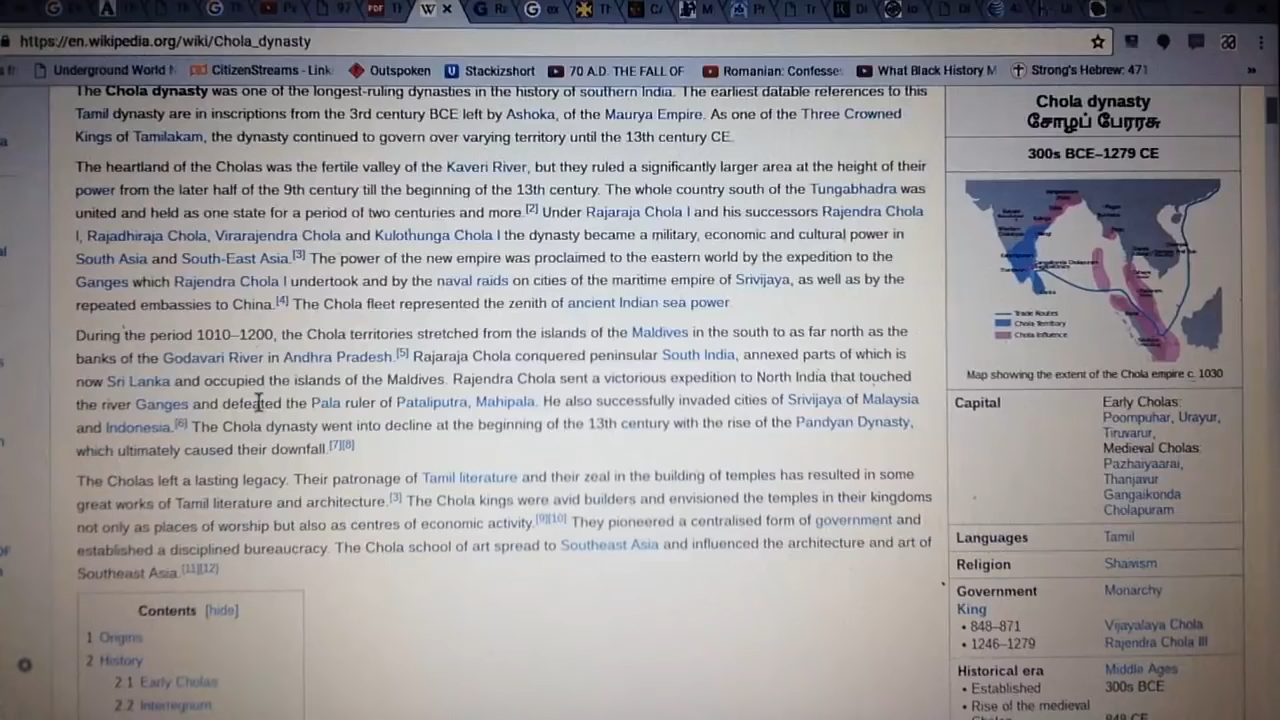 https://en.wikipedia.org/wiki/Chola_dynasty
Underground World
CitizenStreams - Link
Outspoken
Stackizshort
70 A.D. THE FALL OF
Romanian: Confesse
What Black History M
Strong's Hebrew: 471
The Chola dynasty was one of the longest-ruling dynasties in the history of southern India. The earliest datable references to this
Tamil dynasty are in inscriptions from the 3rd century BCE left by Ashoka, of the Maurya Empire. As one of the Three Crowned
Kings of Tamilakam, the dynasty continued to govern over varying territory until the 13th century CE.
The heartland of the Cholas was the fertile valley of the Kaveri River, but they ruled a significantly larger area at the height of their
power from the later half of the 9th century till the beginning of the 13th century. The whole country south of the Tungabhadra was
united and held as one state for a period of two centuries and more.[2] Under Rajaraja Chola I and his successors Rajendra Chola
I, Rajadhiraja Chola, Virarajendra Chola and Kulothunga Chola I the dynasty became a military, economic and cultural power in
South Asia and South-East Asia.[3] The power of the new empire was proclaimed to the eastern world by the expedition to the
Ganges which Rajendra Chola I undertook and by the naval raids on cities of the maritime empire of Srivijaya, as well as by the
repeated embassies to China.[4] The Chola fleet represented the zenith of ancient Indian sea power.
During the period 1010–1200, the Chola territories stretched from the islands of the Maldives in the south to as far north as the
banks of the Godavari River in Andhra Pradesh.[5] Rajaraja Chola conquered peninsular South India, annexed parts of which is
now Sri Lanka and occupied the islands of the Maldives. Rajendra Chola sent a victorious expedition to North India that touched
the river Ganges and defeated the Pala ruler of Pataliputra, Mahipala. He also successfully invaded cities of Srivijaya of Malaysia
and Indonesia.[6] The Chola dynasty went into decline at the beginning of the 13th century with the rise of the Pandyan Dynasty,
which ultimately caused their downfall.[7][8]
The Cholas left a lasting legacy. Their patronage of Tamil literature and their zeal in the building of temples has resulted in some
great works of Tamil literature and architecture.[3] The Chola kings were avid builders and envisioned the temples in their kingdoms
not only as places of worship but also as centres of economic activity.[9][10] They pioneered a centralised form of government and
established a disciplined bureaucracy. The Chola school of art spread to Southeast Asia and influenced the architecture and art of
Southeast Asia.[11][12]
Contents [hide]
1 Origins
2 History
2.1 Early Cholas
2.2 Interregnum
Chola dynasty
சோழப் பேரரசு
300s BCE–1279 CE
Trade Routes
Chola Territory
Chola Influence
Map showing the extent of the Chola empire c. 1030
Capital
Early Cholas:
Poompuhar, Urayur,
Tiruvarur,
Medieval Cholas:
Pazhaiyaarai,
Thanjavur
Gangaikonda
Cholapuram
Languages Tamil
Religion Shaivism
Government Monarchy
King
• 848–871 Vijayalaya Chola
• 1246–1279 Rajendra Chola III
Historical era Middle Ages
• Established 300s BCE
• Rise of the medieval
848 CE